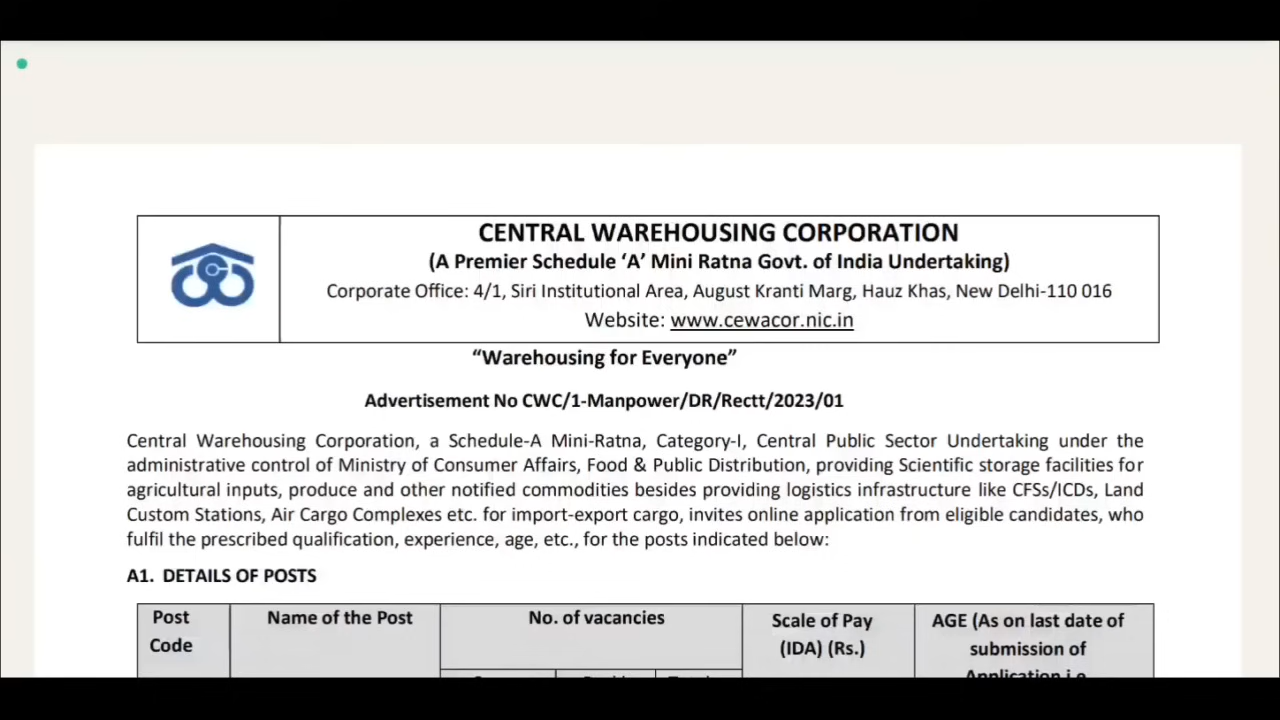 CENTRAL WAREHOUSING CORPORATION
(A Premier Schedule ‘A’ Mini Ratna Govt. of India Undertaking)
Corporate Office: 4/1, Siri Institutional Area, August Kranti Marg, Hauz Khas, New Delhi-110 016
Website: www.cewacor.nic.in
“Warehousing for Everyone”
Advertisement No CWC/1-Manpower/DR/Rectt/2023/01
Central Warehousing Corporation, a Schedule-A Mini-Ratna, Category-I, Central Public Sector Undertaking under the
administrative control of Ministry of Consumer Affairs, Food & Public Distribution, providing Scientific storage facilities for
agricultural inputs, produce and other notified commodities besides providing logistics infrastructure like CFSs/ICDs, Land
Custom Stations, Air Cargo Complexes etc. for import-export cargo, invites online application from eligible candidates, who
fulfil the prescribed qualification, experience, age, etc., for the posts indicated below:
A1. DETAILS OF POSTS
Post
Code
Name of the Post
No. of vacancies
Scale of Pay
(IDA) (Rs.)
AGE (As on last date of
submission of
Application i.e.